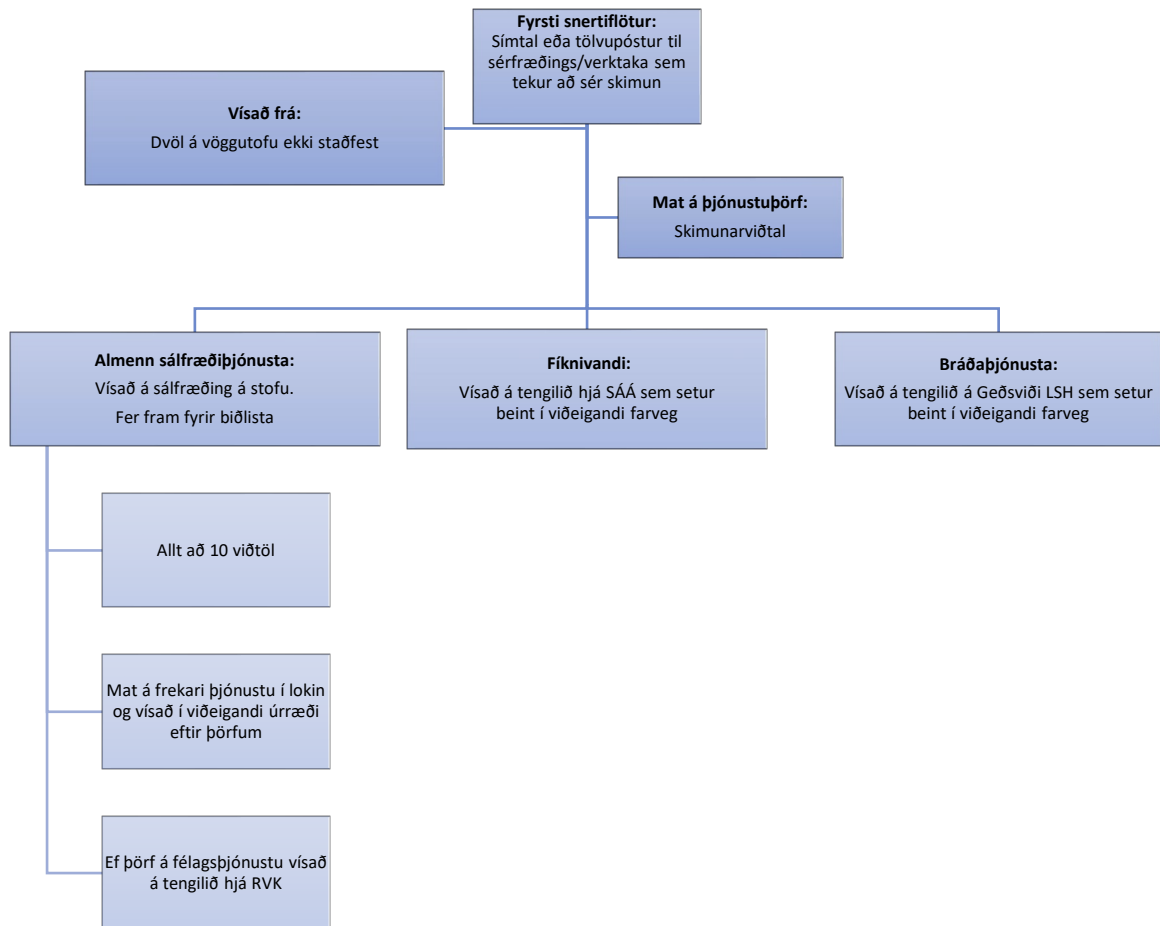 Fyrsti snertiflötur:
Símtal eða tölvupóstur til
sérfræðings/verktaka sem
tekur að sér skimun
Vísað frá:
Dvöl á vöggutofu ekki staðfest
Mat á þjónustuþörf:
Skimunarviðtal
Almenn sálfræðiþjónusta:
Vísað á sálfræðing á stofu.
Fer fram fyrir biðlista
Fíknivandi:
Vísað á tengilið hjá SÁÁ sem setur
beint í viðeigandi farveg
Bráðaþjónusta:
Vísað á tengilið á Geðsviði LSH sem setur
beint í viðeigandi farveg
Allt að 10 viðtöl
Mat á frekari þjónustu í lokin
og vísað í viðeigandi úrræði
eftir þörfum
Ef þörf á félagsþjónustu vísað
á tengilið hjá RVK